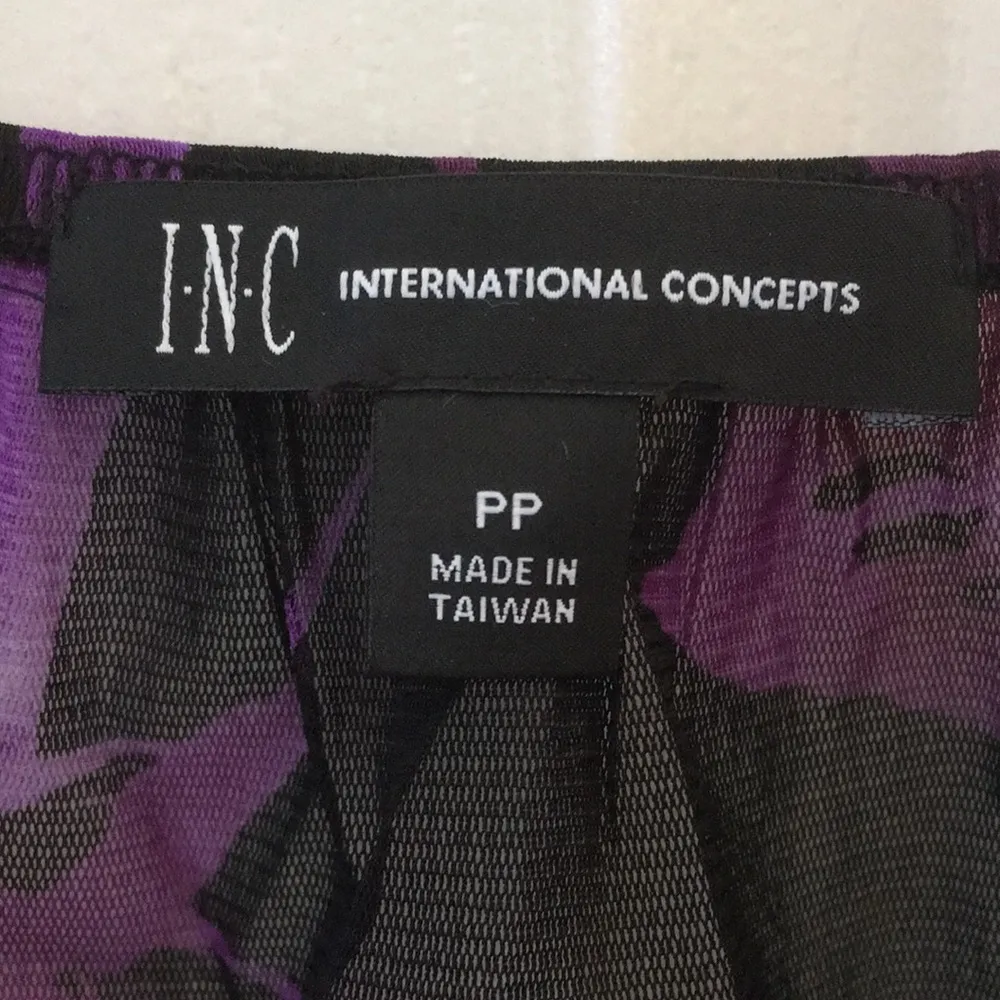 I·N·C INTERNATIONAL CONCEPTS
PP
MADE IN
TAIWAN